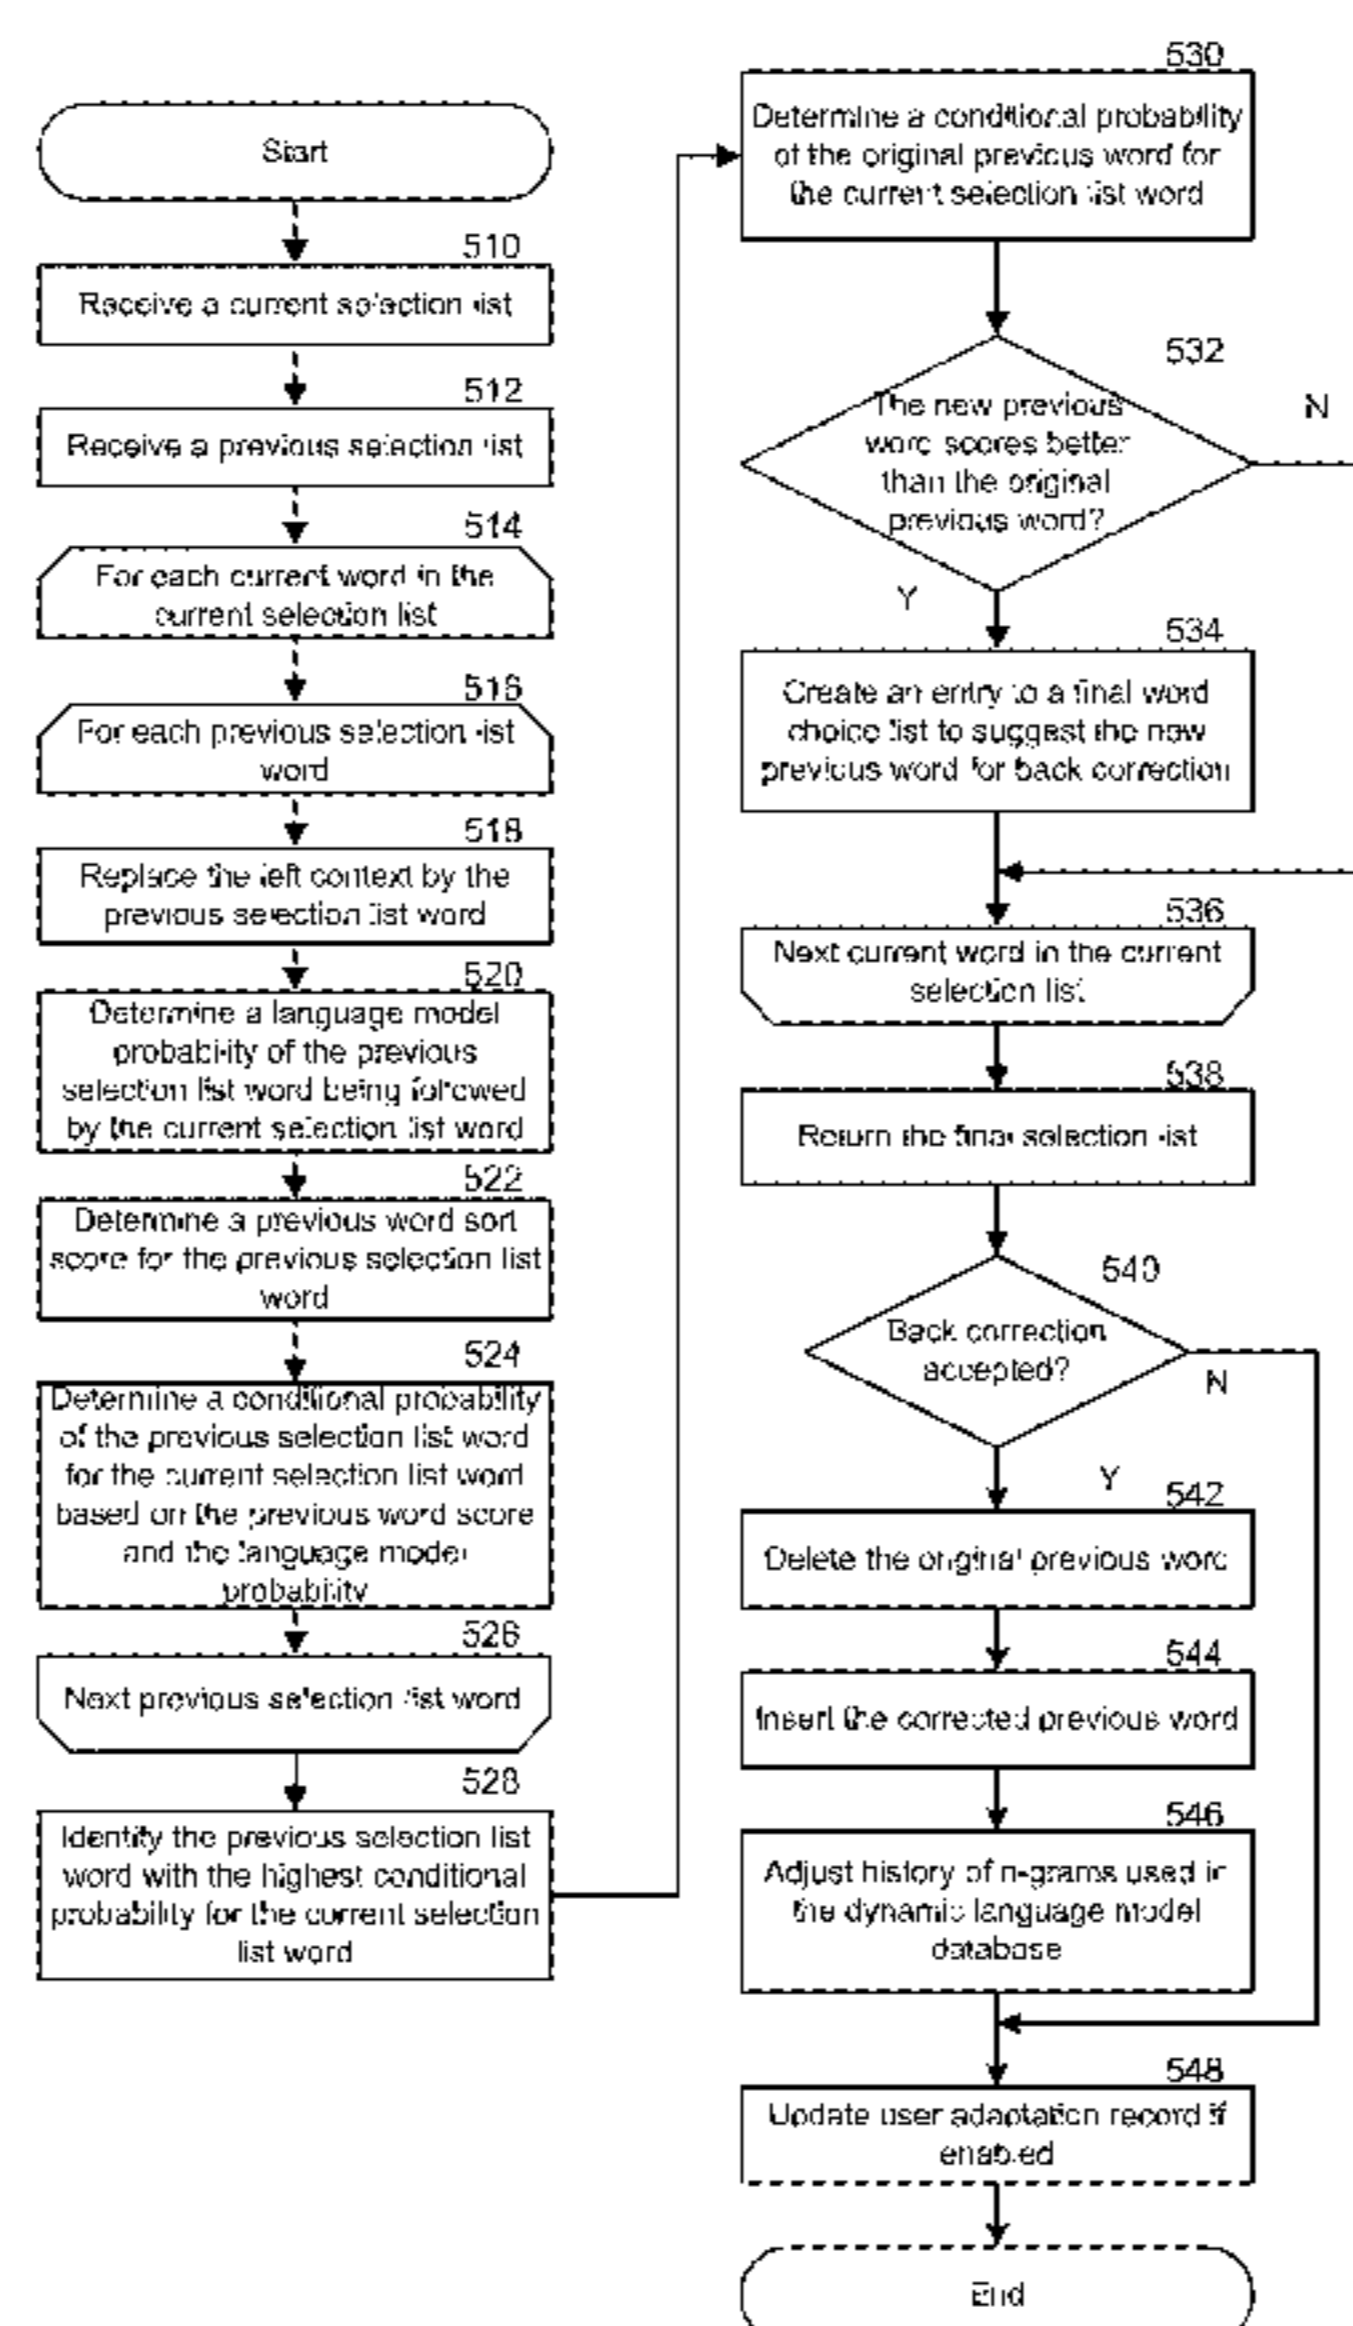 Start
510
Receive a current selection list
512
Receive a previous selection list
514
For each current word in the
current selection list
516
For each previous selection list
word
518
Replace the left context by the
previous selection list word
520
Determine a language model
probability of the previous
selection list word being followed
by the current selection list word
522
Determine a previous word sort
score for the previous selection list
word
524
Determine a conditional probability
of the previous selection list word
for the current selection list word
based on the previous word score
and the language model
probability
526
Next previous selection list word
528
Identify the previous selection list
word with the highest conditional
probability for the current selection
list word
530
Determine a conditional probability
of the original previous word for
the current selection list word
532
The new previous
word scores better
than the original
previous word?
N
Y
534
Create an entry to a final word
choice list to suggest the new
previous word for back correction
536
Next current word in the current
selection list
538
Return the final selection list
540
Back correction
accepted?
N
Y
542
Delete the original previous word
544
Insert the corrected previous word
546
Adjust history of n-grams used in
the dynamic language model
database
548
Update user adaptation record if
enabled
End